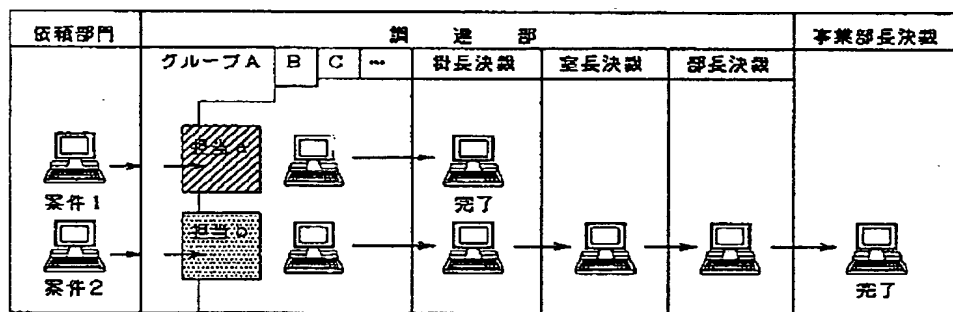 依頼部門
調達部
事業部長決裁
グループA B C …
掛長決裁 室長決裁 部長決裁
担当a
案件1
完了
担当b
案件2
完了